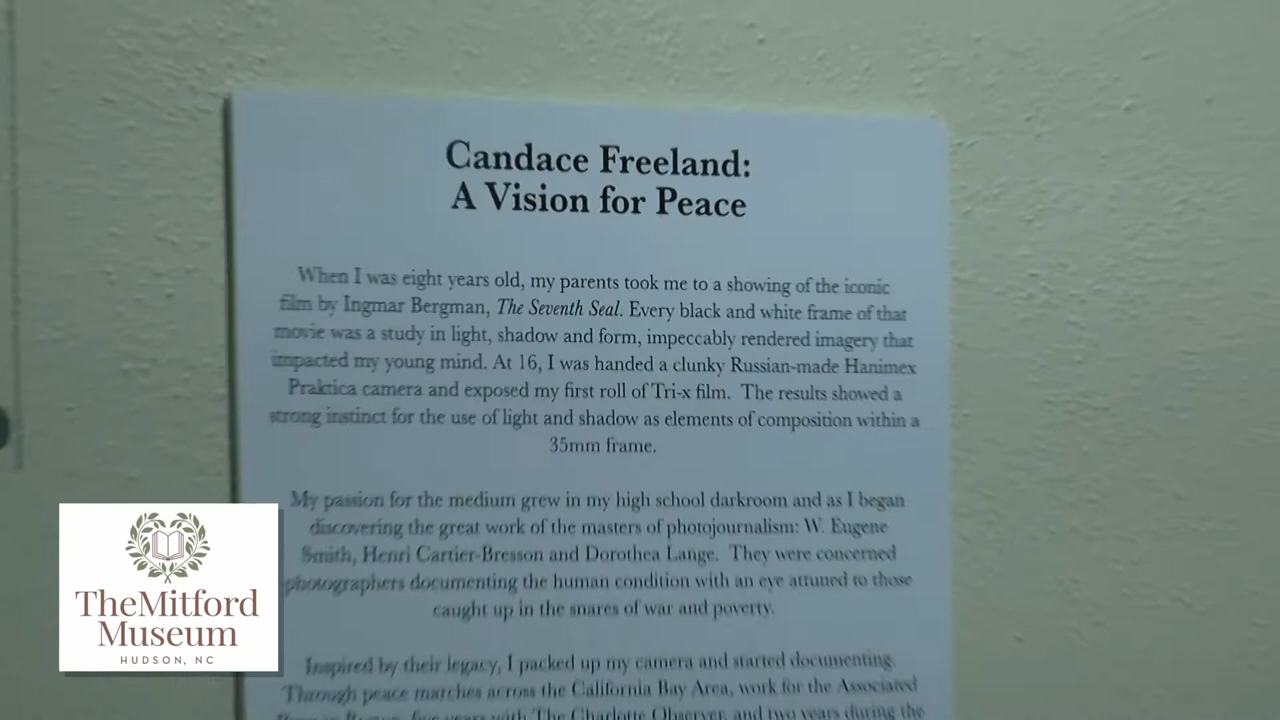 Candace Freeland:
A Vision for Peace
When I was eight years old, my parents took me to a showing of the iconic
film by Ingmar Bergman, The Seventh Seal. Every black and white frame of that
movie was a study in light, shadow and form, impeccably rendered imagery that
impacted my young mind. At 16, I was handed a clunky Russian-made Hanimex
Praktica camera and exposed my first roll of Tri-x film. The results showed a
strong instinct for the use of light and shadow as elements of composition within a
35mm frame.
My passion for the medium grew in my high school darkroom and as I began
discovering the great work of the masters of photojournalism: W. Eugene
Smith, Henri Cartier-Bresson and Dorothea Lange. They were concerned
photographers documenting the human condition with an eye attuned to those
caught up in the snares of war and poverty.
Inspired by their legacy, I packed up my camera and started documenting.
Through peace marches across the California Bay Area, work for the Associated
five years with The Charlotte Observer, and two years during the
TheMitford
Museum
HUDSON, NC